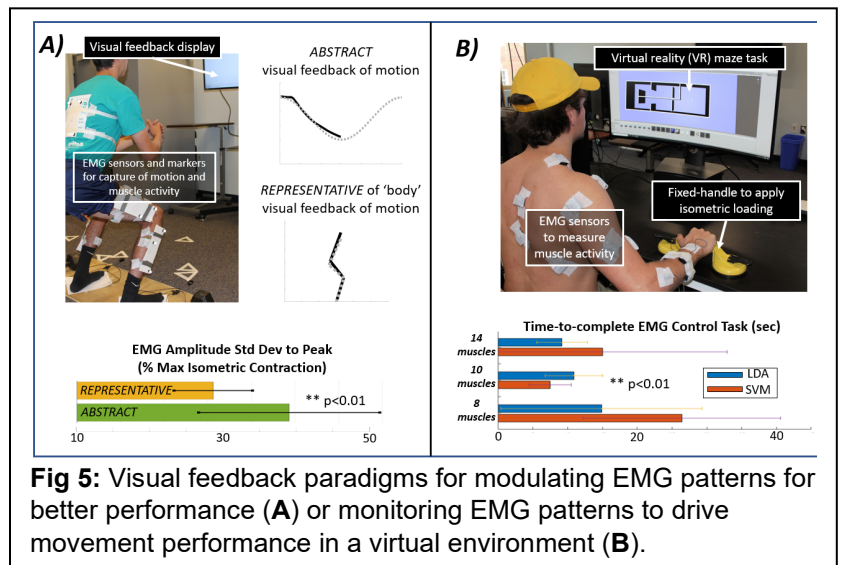 A)
Visual feedback display
EMG sensors and markers
for capture of motion and
muscle activity
ABSTRACT
visual feedback of motion
REPRESENTATIVE of ‘body’
visual feedback of motion
EMG Amplitude Std Dev to Peak
(% Max Isometric Contraction)
REPRESENTATIVE
ABSTRACT
** p<0.01
10 30 50
B)
Virtual reality (VR) maze task
Fixed-handle to apply
isometric loading
EMG sensors
to measure
muscle activity
Time-to-complete EMG Control Task (sec)
14
muscles
10
muscles
8
muscles
** p<0.01
LDA
SVM
0 20 40
Fig 5: Visual feedback paradigms for modulating EMG patterns for
better performance (A) or monitoring EMG patterns to drive
movement performance in a virtual environment (B).